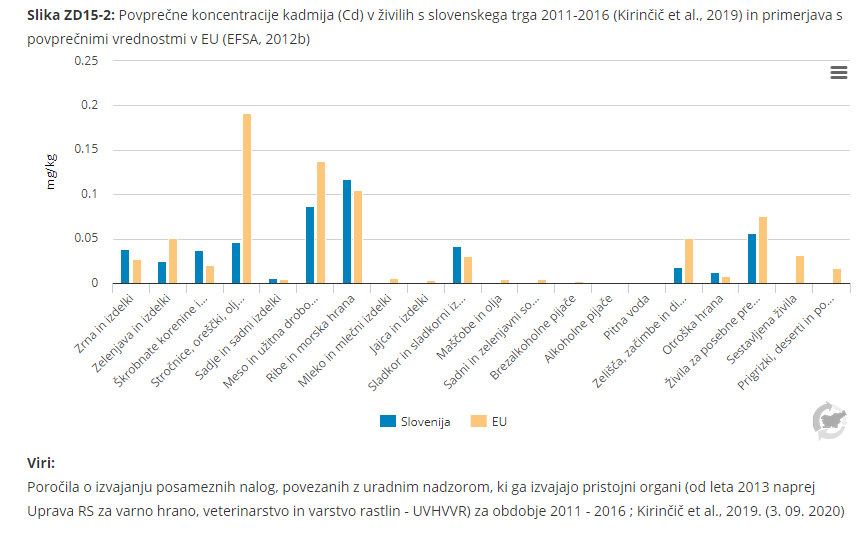 Slika ZD15-2: Povprečne koncentracije kadmija (Cd) v živilih s slovenskega trga 2011-2016 (Kirinčič et al., 2019) in primerjava s
povprečnimi vrednostmi v EU (EFSA, 2012b)
0.25
0.2
0.15
0.1
0.05
0
mg/kg
Zrna in izdelki
Zelenjava in izdelki
Škrobnate korenine i...
Stročnice, oreščki, olj...
Sadje in sadni izdelki
Meso in užitna drobo...
Ribe in morska hrana
Mleko in mlečni izdelki
Jajca in izdelki
Sladkor in sladkorni iz...
Maščobe in olja
Sadni in zelenjavni so...
Brezalkoholne pijače
Alkoholne pijače
Pitna voda
Zelišča, začimbe in di...
Otroška hrana
Živila za posebne pre...
Sestavljena živila
Prigrizki, deserti in po...
Slovenija
EU
Viri:
Poročila o izvajanju posameznih nalog, povezanih z uradnim nadzorom, ki ga izvajajo pristojni organi (od leta 2013 naprej
Uprava RS za varno hrano, veterinarstvo in varstvo rastlin - UVHVVR) za obdobje 2011 - 2016 ; Kirinčič et al., 2019. (3. 09. 2020)